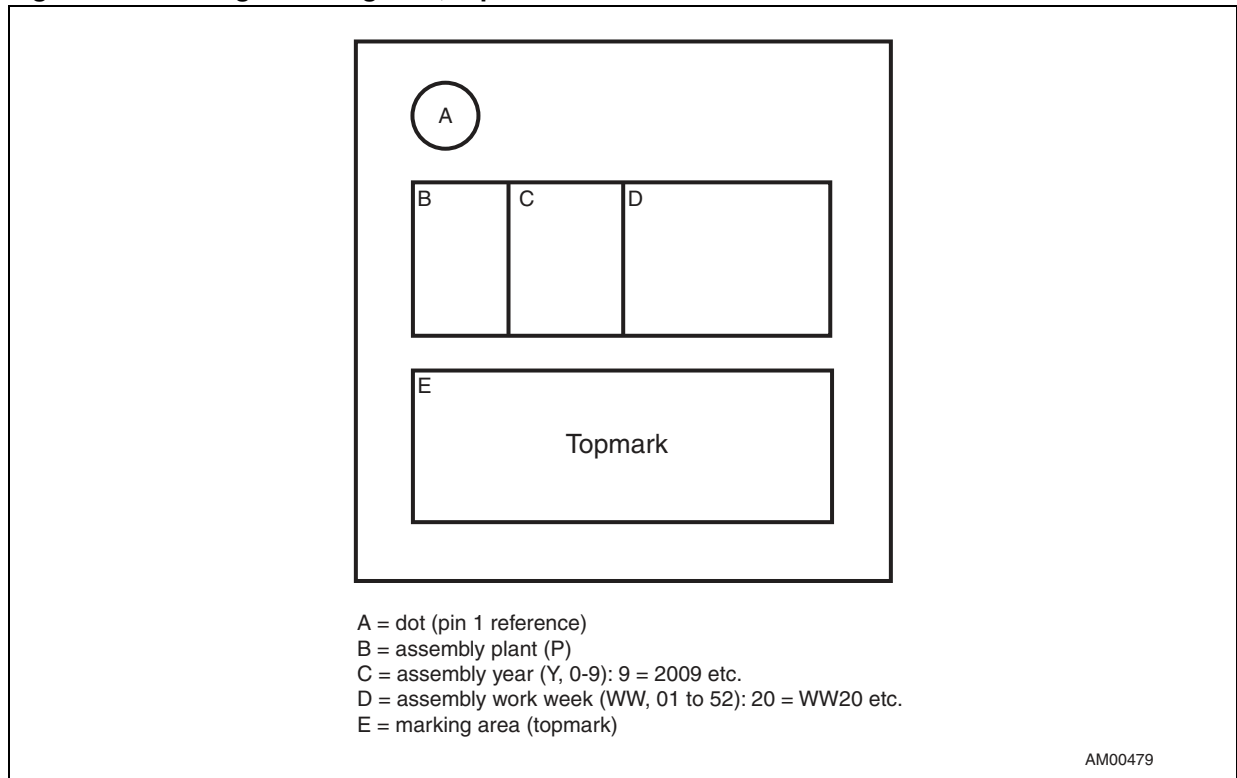 A
B C D
E
Topmark
A = dot (pin 1 reference)
B = assembly plant (P)
C = assembly year (Y, 0-9): 9 = 2009 etc.
D = assembly work week (WW, 01 to 52): 20 = WW20 etc.
E = marking area (topmark)
AM00479